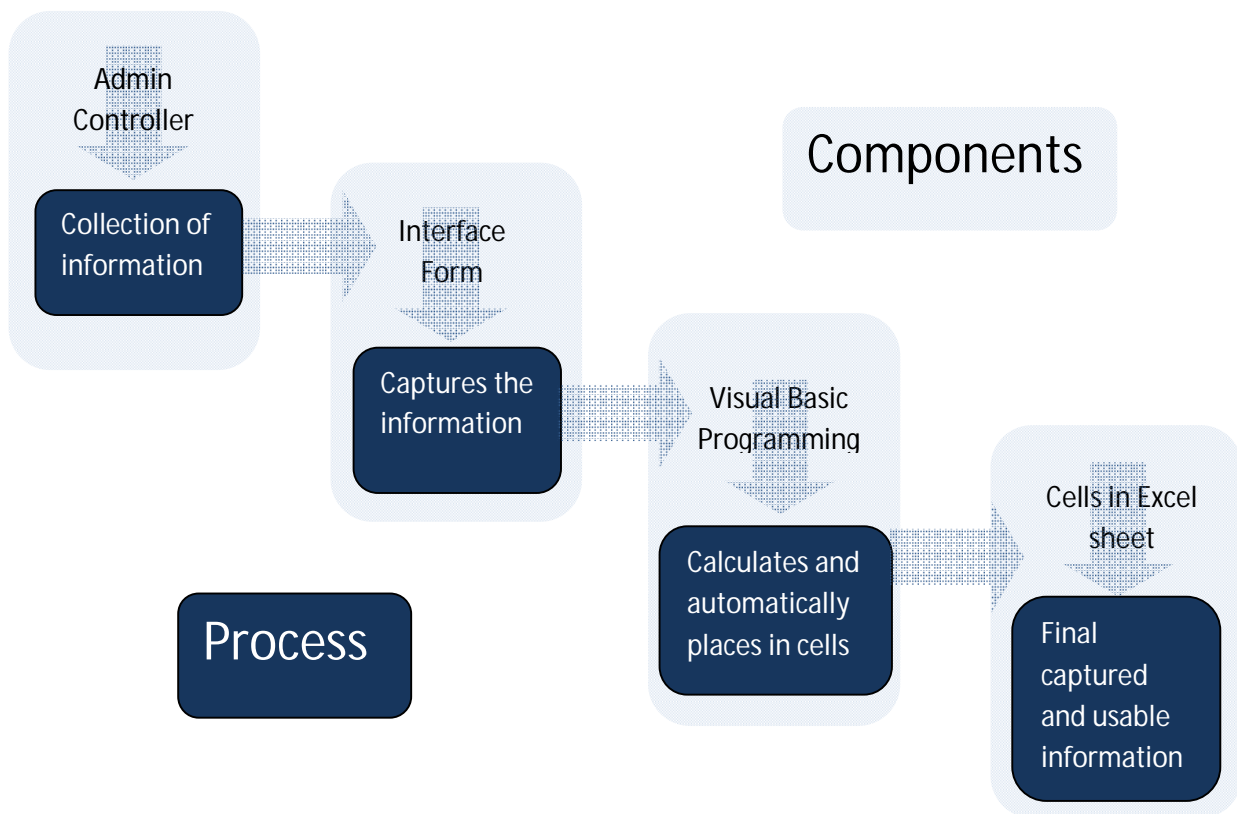 Admin
Controller
Collection of
information
Components
Interface
Form
Captures the
information
Visual Basic
Programming
Calculates and
automatically
places in cells
Cells in Excel
sheet
Final
captured
and usable
information
Process